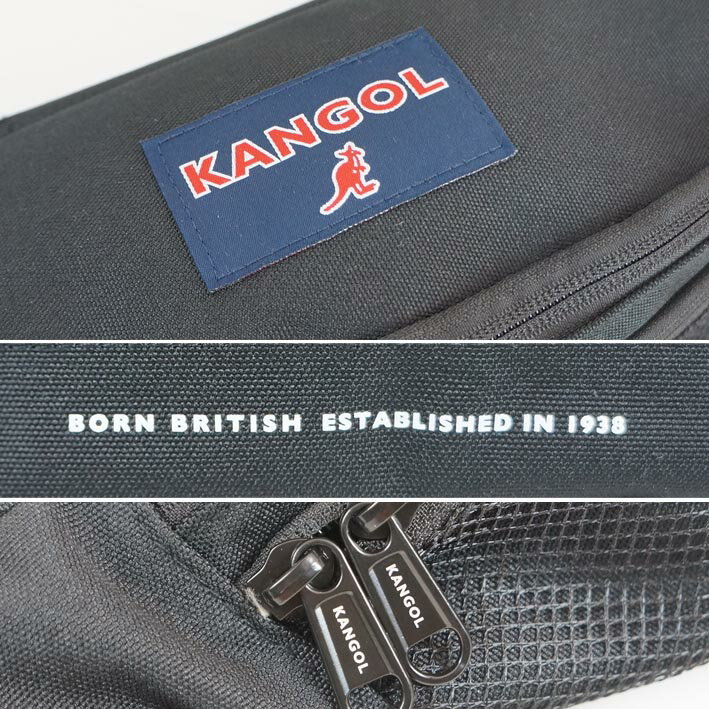 KANGOL
BORN BRITISH ESTABLISHED IN 1938
KANGOL
KANGOL